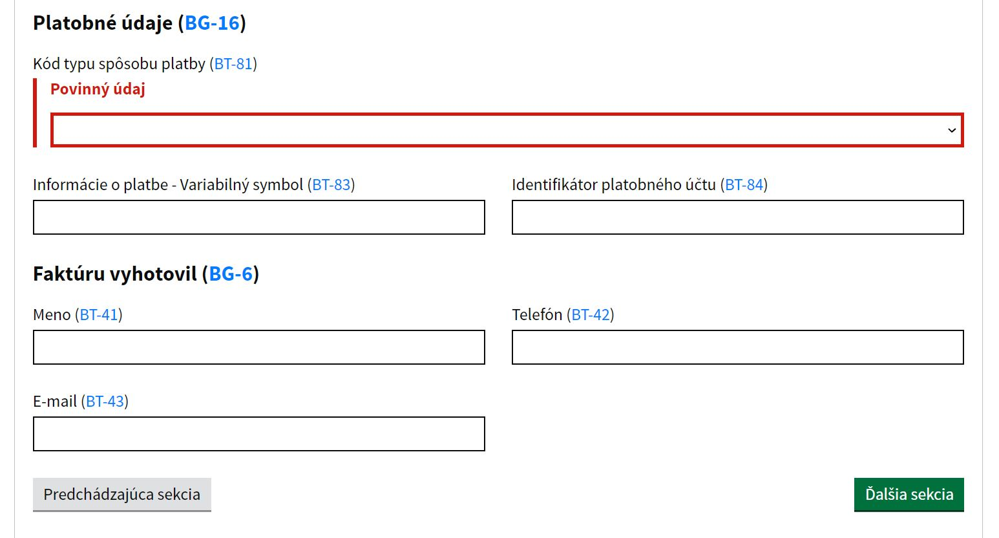 Platobné údaje (BG-16)
Kód typu spôsobu platby (BT-81)
Povinný údaj
Informácie o platbe - Variabilný symbol (BT-83)
Identifikátor platobného účtu (BT-84)
Faktúru vyhotovil (BG-6)
Meno (BT-41)
Telefón (BT-42)
E-mail (BT-43)
Predchádzajúca sekcia
Ďalšia sekcia